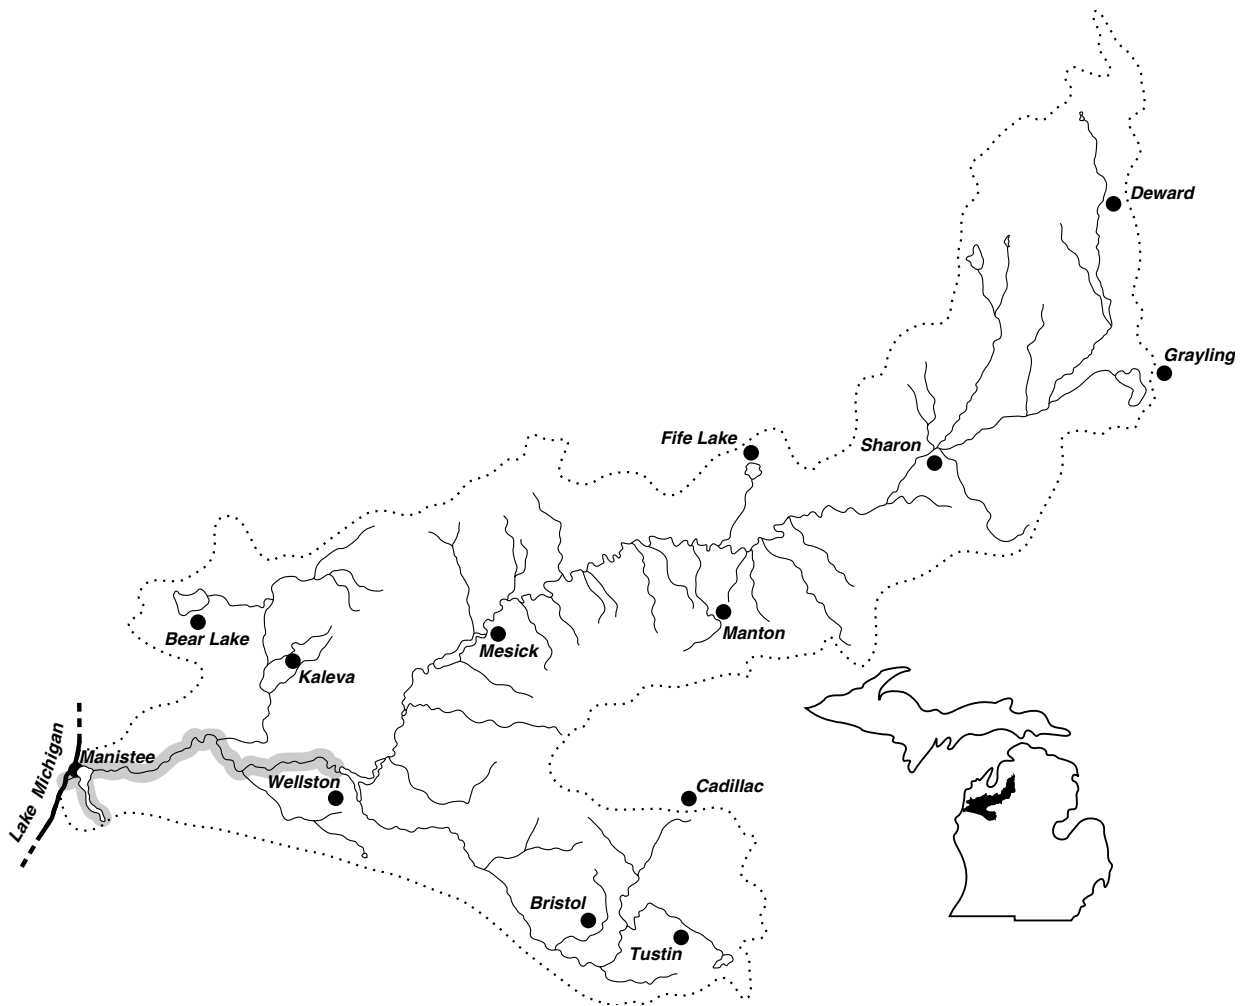 Deward
Grayling
Fife Lake
Sharon
Bear Lake
Manton
Mesick
Kaleva
Lake Michigan
Manistee
Wellston
Cadillac
Bristol
Tustin